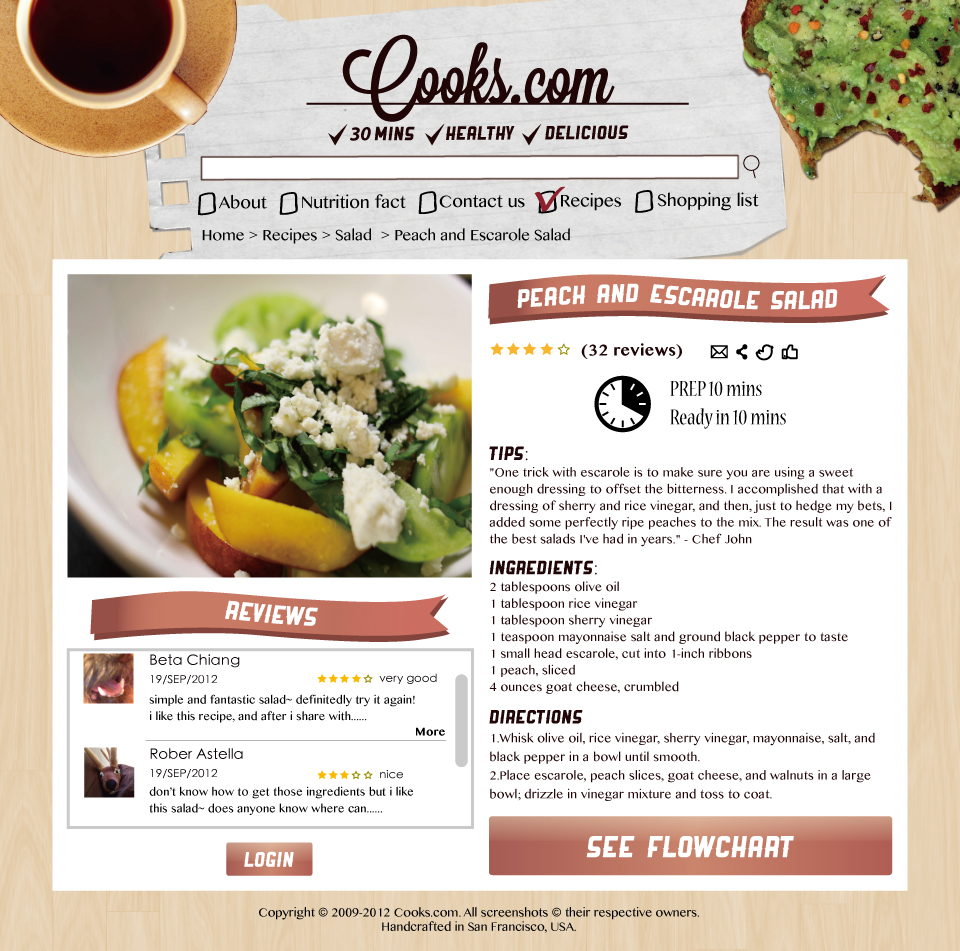 Cooks.com
30 MINS HEALTHY DELICIOUS
About Nutrition fact Contact us Recipes Shopping list
Home > Recipes > Salad > Peach and Escarole Salad
PEACH AND ESCAROLE SALAD
(32 reviews)
PREP 10 mins
Ready in 10 mins
TIPS:
"One trick with escarole is to make sure you are using a sweet
enough dressing to offset the bitterness. I accomplished that with a
dressing of sherry and rice vinegar, and then, just to hedge my bets, I
added some perfectly ripe peaches to the mix. The result was one of
the best salads I've had in years." - Chef John
INGREDIENTS:
2 tablespoons olive oil
1 tablespoon rice vinegar
1 tablespoon sherry vinegar
1 teaspoon mayonnaise salt and ground black pepper to taste
1 small head escarole, cut into 1-inch ribbons
1 peach, sliced
4 ounces goat cheese, crumbled
DIRECTIONS
1.Whisk olive oil, rice vinegar, sherry vinegar, mayonnaise, salt, and
black pepper in a bowl until smooth.
2.Place escarole, peach slices, goat cheese, and walnuts in a large
bowl; drizzle in vinegar mixture and toss to coat.
SEE FLOWCHART
REVIEWS
Beta Chiang
19/SEP/2012 very good
simple and fantastic salad~ definitedly try it again!
i like this recipe, and after i share with......
More
Rober Astella
19/SEP/2012 nice
don't know how to get those ingredients but i like
this salad~ does anyone know where can......
LOGIN
Copyright © 2009-2012 Cooks.com. All screenshots © their respective owners.
Handcrafted in San Francisco, USA.